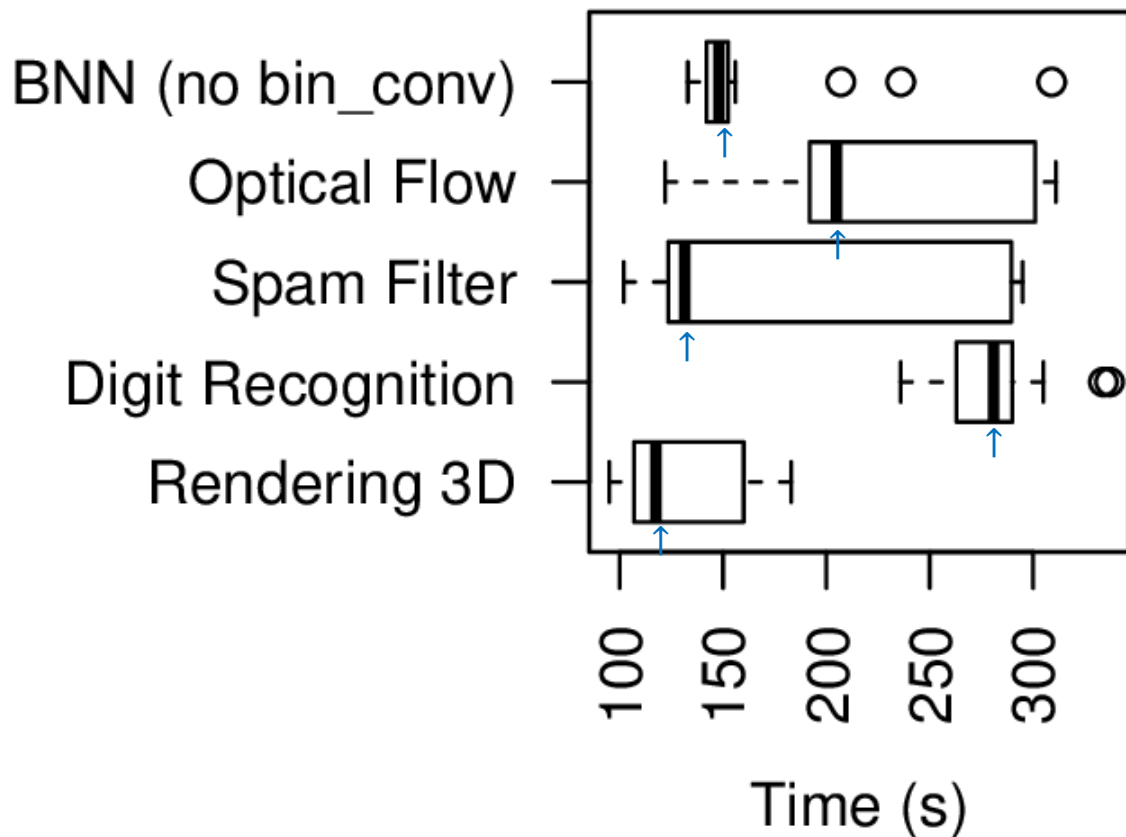 BNN (no bin_conv)
Optical Flow
Spam Filter
Digit Recognition
Rendering 3D
100
150
200
250
300
Time (s)